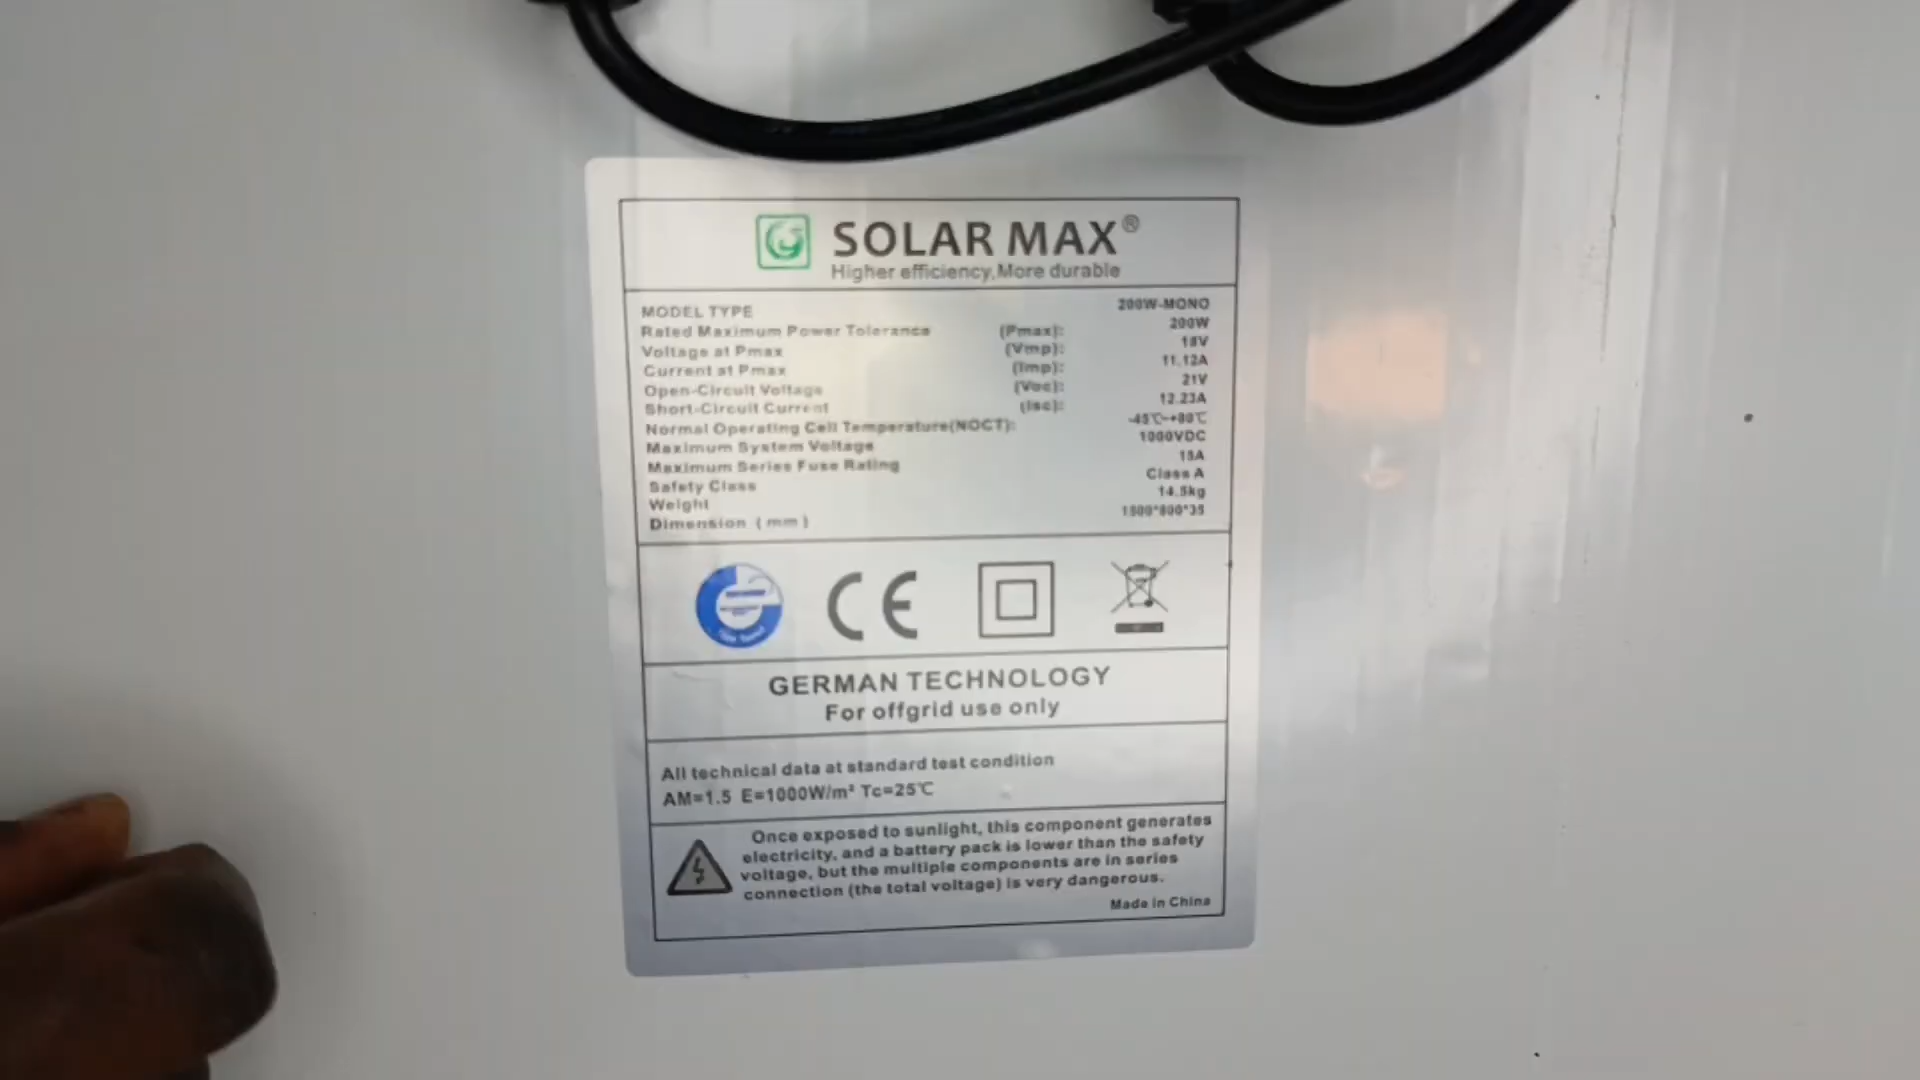 SOLAR MAX®
Higher efficiency,More durable
MODEL TYPE 200W-MONO
Rated Maximum Power Tolerance (Pmax): 200W
Voltage at Pmax (Vmp): 18V
Current at Pmax (Imp): 11.12A
Open-Circuit Voltage (Voc): 21V
Short-Circuit Current (Isc): 12.23A
Normal Operating Cell Temperature(NOCT): -45℃~+80℃
Maximum System Voltage 1000VDC
Maximum Series Fuse Rating 15A
Safety Class Class A
Weight 14.5kg
Dimension (mm) 1500*800*35
CE
GERMAN TECHNOLOGY
For offgrid use only
All technical data at standard test condition
AM=1.5 E=1000W/m² Tc=25℃
Once exposed to sunlight, this component generates
electricity, and a battery pack is lower than the safety
voltage, but the multiple components are in series
connection (the total voltage) is very dangerous.
Made in China